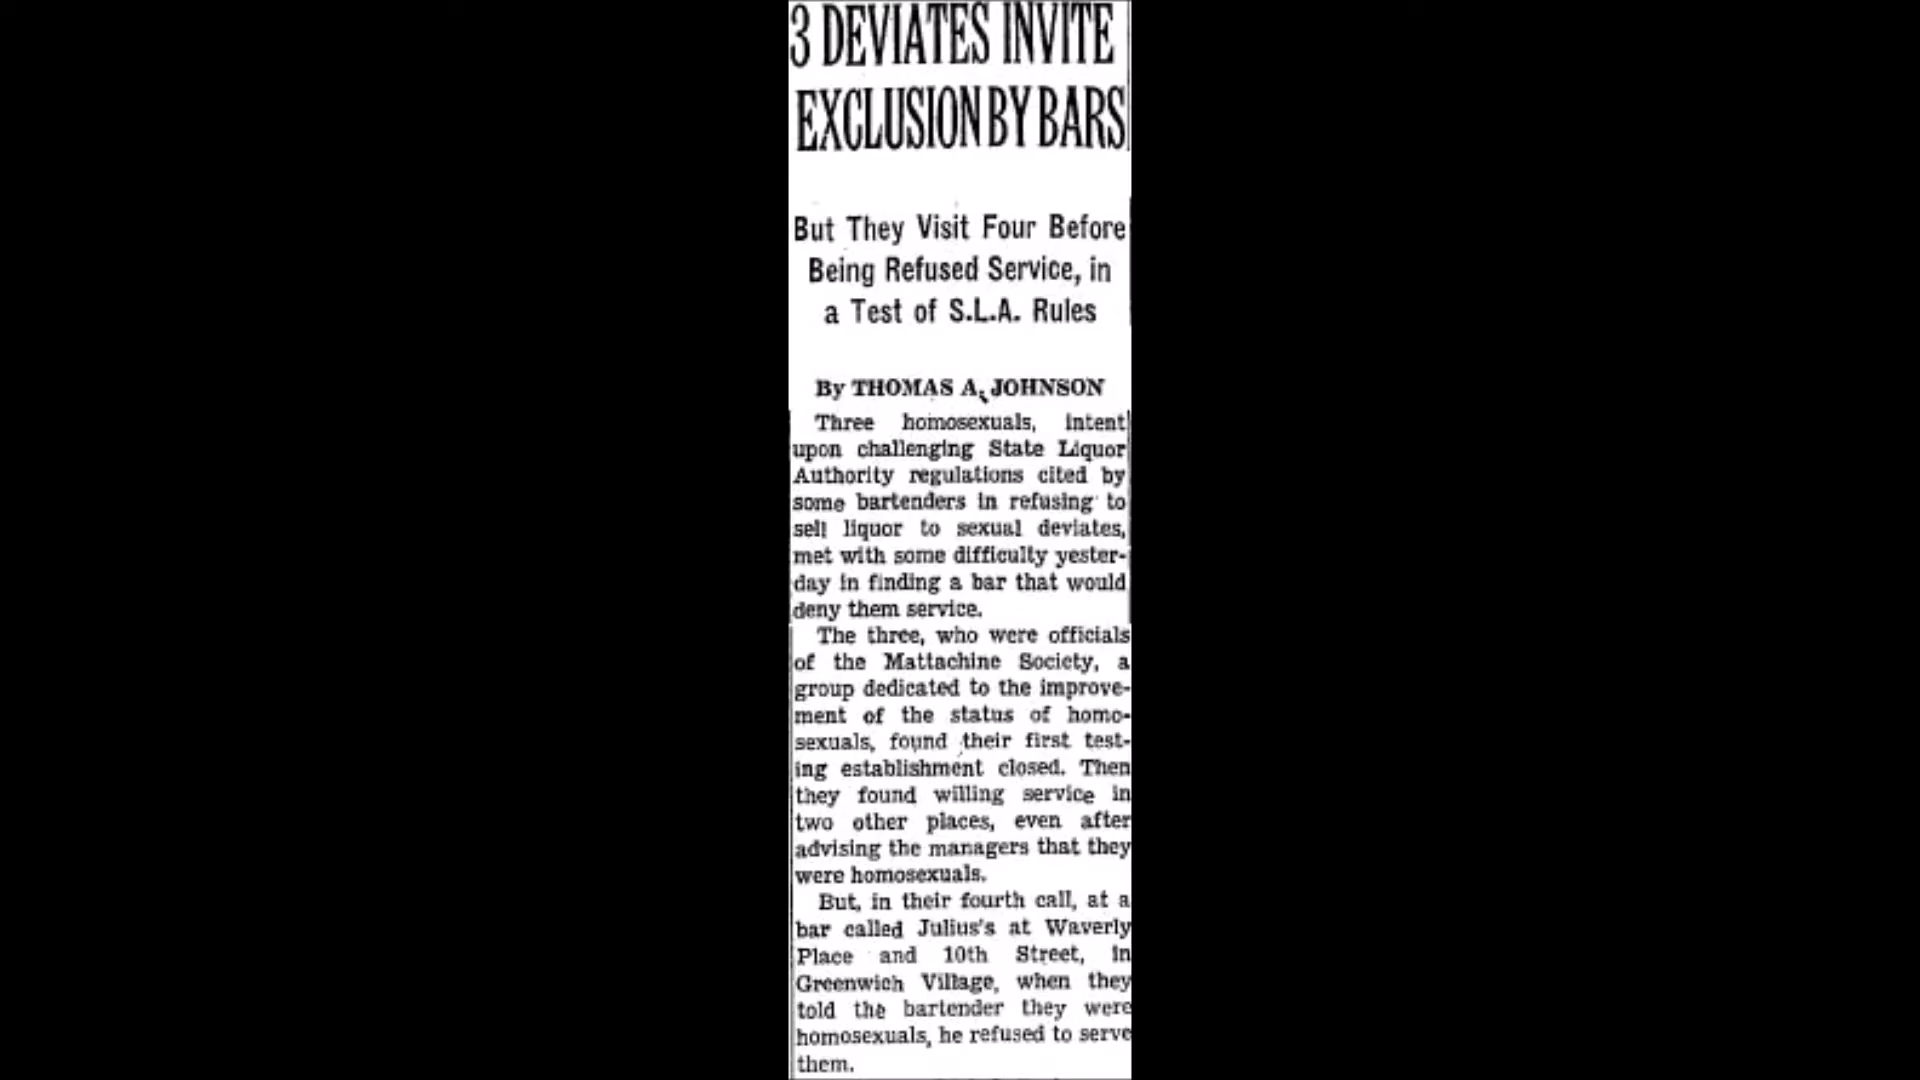 3 DEVIATES INVITE
EXCLUSION BY BARS
But They Visit Four Before
Being Refused Service, in
a Test of S.L.A. Rules
By THOMAS A. JOHNSON
Three homosexuals, intent
upon challenging State Liquor
Authority regulations cited by
some bartenders in refusing to
sell liquor to sexual deviates,
met with some difficulty yester-
day in finding a bar that would
deny them service.
The three, who were officials
of the Mattachine Society, a
group dedicated to the improve-
ment of the status of homo-
sexuals, found their first test-
ing establishment closed. Then
they found willing service in
two other places, even after
advising the managers that they
were homosexuals.
But, in their fourth call, at a
bar called Julius's at Waverly
Place and 10th Street, in
Greenwich Village, when they
told the bartender they were
homosexuals, he refused to serve
them.